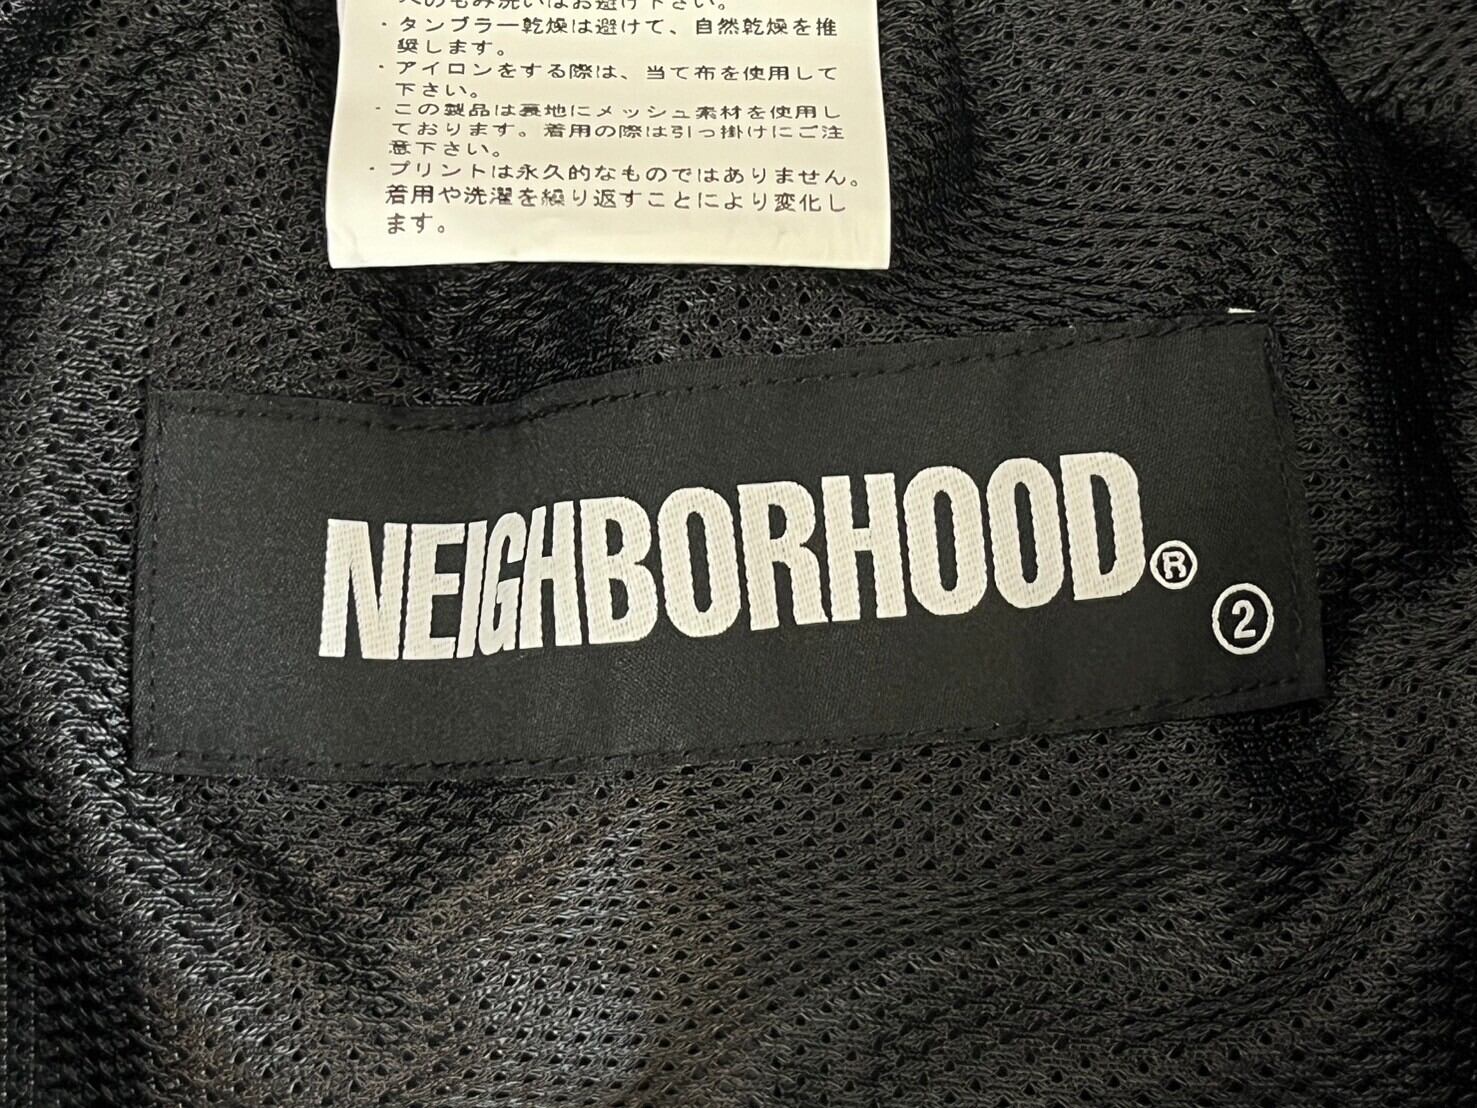 ・タンブラー乾燥は避けて、自然乾燥を推
奨します。
・アイロンをする際は、当て布を使用して
下さい。
・この製品は裏地にメッシュ素材を使用し
ております。着用の際は引っ掛けにご注
意下さい。
・プリントは永久的なものではありません。
着用や洗濯を繰り返すことにより変化し
ます。
NEIGHBORHOOD®
②